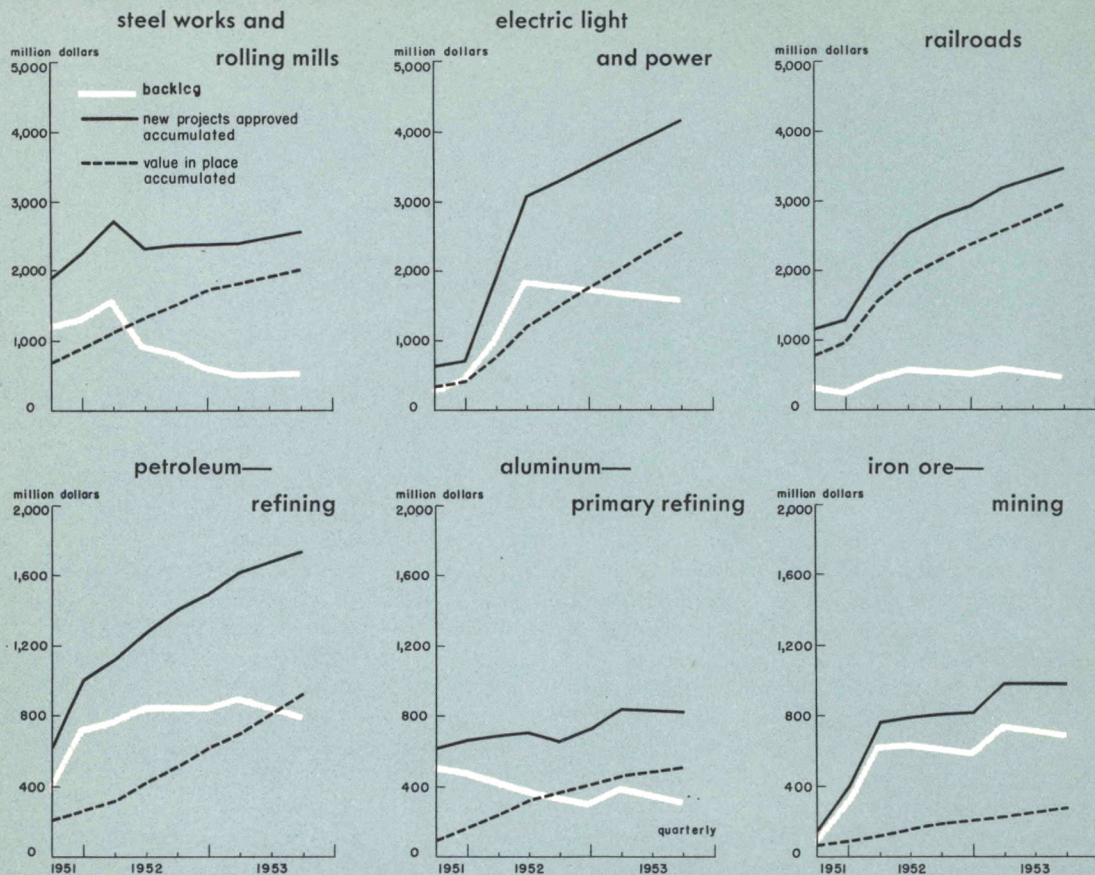 steel works and
rolling mills
million dollars
5,000
4,000
3,000
2,000
1,000
0
backlog
new projects approved
accumulated
value in place
accumulated
electric light
and power
million dollars
5,000
4,000
3,000
2,000
1,000
0
railroads
million dollars
5,000
4,000
3,000
2,000
1,000
0
petroleum—
refining
million dollars
2,000
1,600
1,200
800
400
0
1951 1952 1953
aluminum—
primary refining
million dollars
2,000
1,600
1,200
800
400
0
quarterly
1951 1952 1953
iron ore—
mining
million dollars
2,000
1,600
1,200
800
400
0
1951 1952 1953